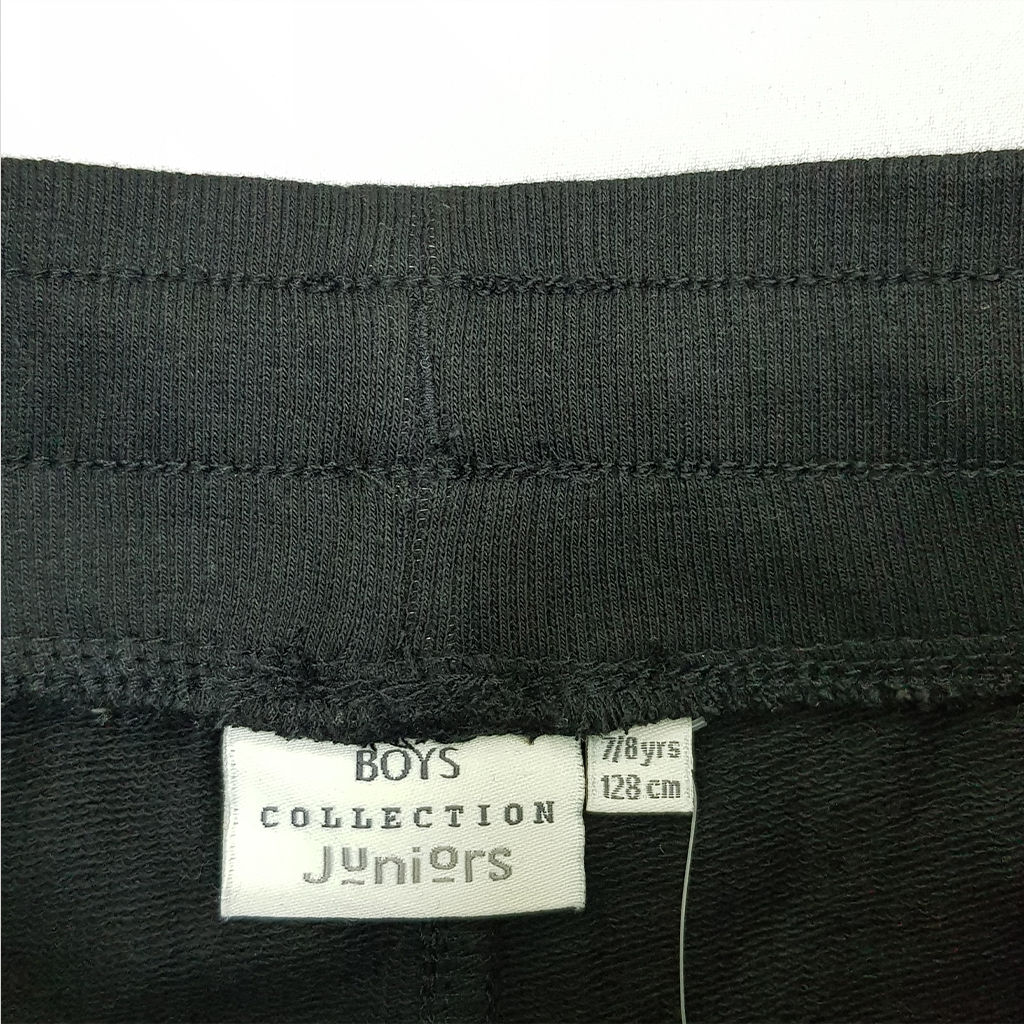 BOYS
COLLECTION
Juniors
7/8yrs
128 cm